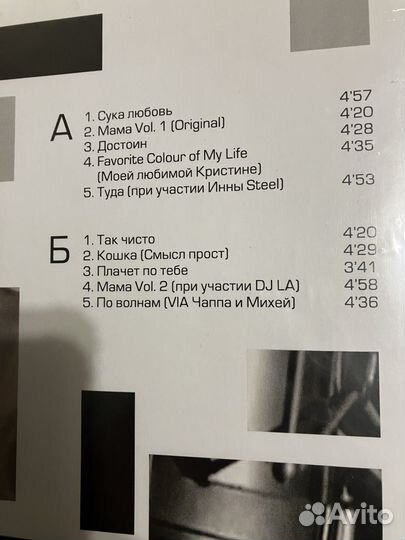 А
1. Сука любовь 4'57
2. Мама Vol. 1 (Original) 4'20
3. Достоин 4'28
4. Favorite Colour of My Life 4'35
(Моей любимой Кристине)
5. Туда (при участии Инны Steel) 4'53
Б
1. Так чисто 4'20
2. Кошка (Смысл прост) 4'29
3. Плачет по тебе 3'41
4. Мама Vol. 2 (при участии DJ LA) 4'58
5. По волнам (VIA Чаппа и Михей) 4'36
Avito